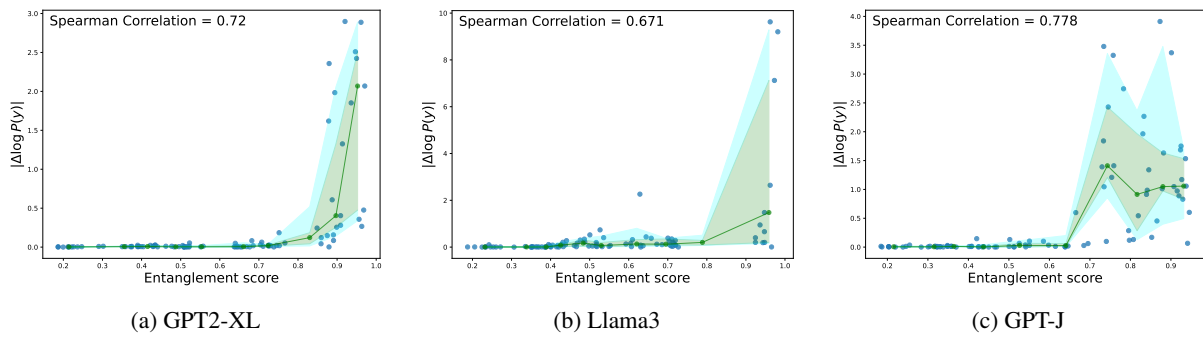 Spearman Correlation = 0.72
3.0
2.5
2.0
1.5
1.0
0.5
0.0
|Δlog P(y)|
0.2 0.3 0.4 0.5 0.6 0.7 0.8 0.9 1.0
Entanglement score
(a) GPT2-XL
Spearman Correlation = 0.671
10
8
6
4
2
0
|Δlog P(y)|
0.2 0.3 0.4 0.5 0.6 0.7 0.8 0.9 1.0
Entanglement score
(b) Llama3
Spearman Correlation = 0.778
4.0
3.5
3.0
2.5
2.0
1.5
1.0
0.5
0.0
|Δlog P(y)|
0.2 0.3 0.4 0.5 0.6 0.7 0.8 0.9
Entanglement score
(c) GPT-J